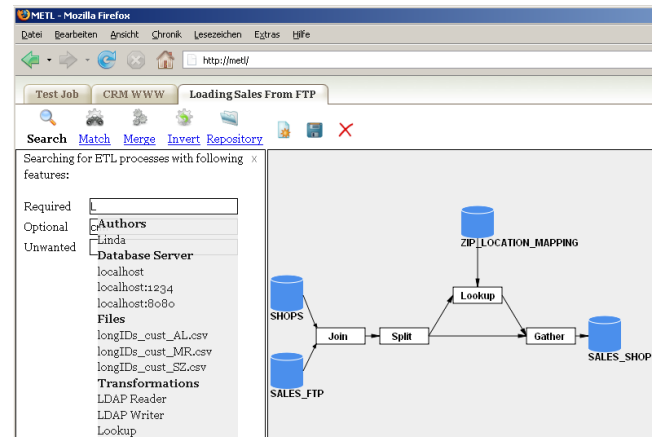 METL - Mozilla Firefox
Datei Bearbeiten Ansicht Chronik Lesezeichen Extras Hilfe
http://metl/
Test Job CRM WWW Loading Sales From FTP
Search Match Merge Invert Repository
Searching for ETL processes with following x
features:
Required L
Optional
Unwanted
Authors
Linda
Database Server
localhost
localhost:1234
localhost:8080
Files
longIDs_cust_AL.csv
longIDs_cust_MR.csv
longIDs_cust_SZ.csv
Transformations
LDAP Reader
LDAP Writer
Lookup
ZIP_LOCATION_MAPPING
Lookup
SHOPS
Join Split Gather
SALES_SHOP
SALES_FTP